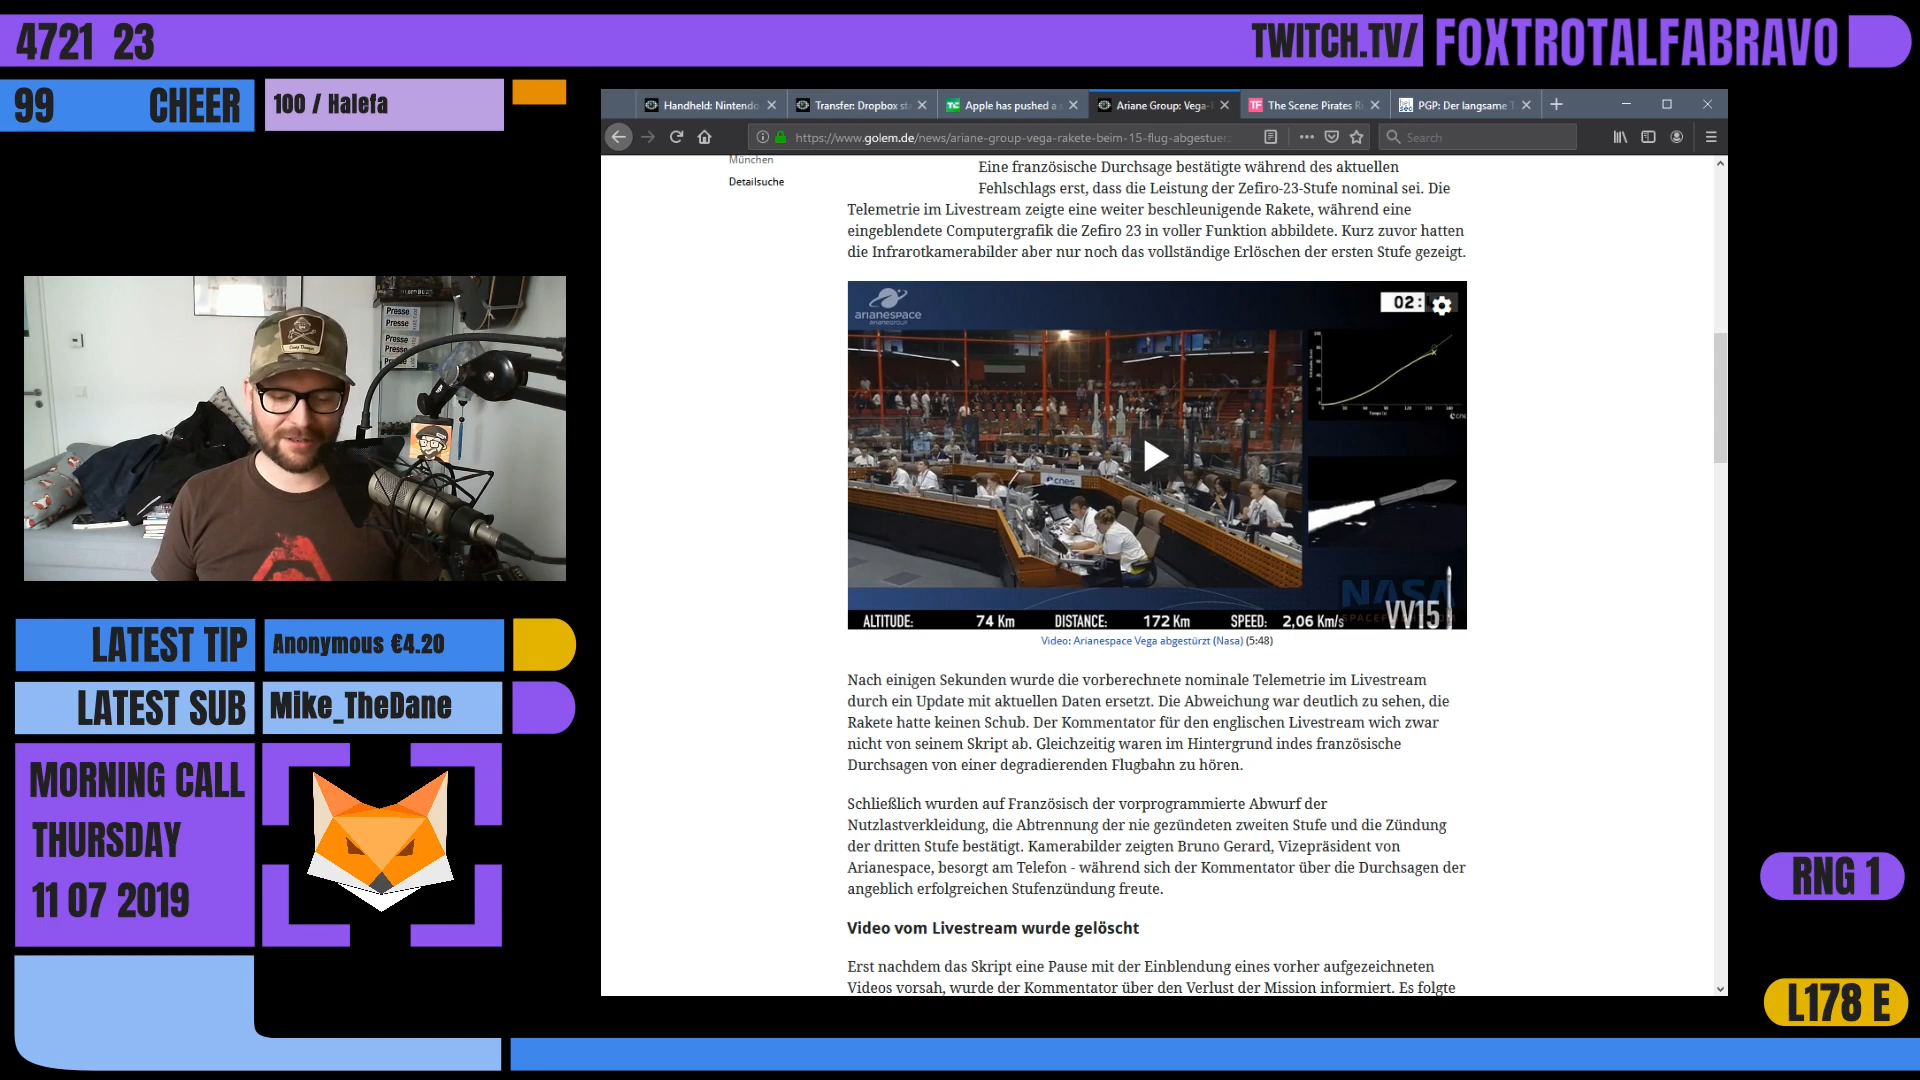 4721 23
TWITCH.TV/ FOXTROTALFABRAVO
99 CHEER
100 / Halefa
Handheld: Nintendo
Transfer: Dropbox st
Apple has pushed a
Ariane Group: Vega-
The Scene: Pirates R
PGP: Der langsame T
https://www.golem.de/news/ariane-group-vega-rakete-beim-15-flug-abgestuer
Search
München
Detailsuche
Eine französische Durchsage bestätigte während des aktuellen
Fehlschlags erst, dass die Leistung der Zefiro-23-Stufe nominal sei. Die
Telemetrie im Livestream zeigte eine weiter beschleunigende Rakete, während eine
eingeblendete Computergrafik die Zefiro 23 in voller Funktion abbildete. Kurz zuvor hatten
die Infrarotkamerabilder aber nur noch das vollständige Erlöschen der ersten Stufe gezeigt.
Presse
Presse
Presse
Presse
arianespace
arianeGROUP
02:
cnes
NASA
VV15
ALTITUDE: 74 Km DISTANCE: 172 Km SPEED: 2,06 Km/s
Video: Arianespace Vega abgestürzt (Nasa) (5:48)
Nach einigen Sekunden wurde die vorberechnete nominale Telemetrie im Livestream
durch ein Update mit aktuellen Daten ersetzt. Die Abweichung war deutlich zu sehen, die
Rakete hatte keinen Schub. Der Kommentator für den englischen Livestream wich zwar
nicht von seinem Skript ab. Gleichzeitig waren im Hintergrund indes französische
Durchsagen von einer degradierenden Flugbahn zu hören.
Schließlich wurden auf Französisch der vorprogrammierte Abwurf der
Nutzlastverkleidung, die Abtrennung der nie gezündeten zweiten Stufe und die Zündung
der dritten Stufe bestätigt. Kamerabilder zeigten Bruno Gerard, Vizepräsident von
Arianespace, besorgt am Telefon - während sich der Kommentator über die Durchsagen der
angeblich erfolgreichen Stufenzündung freute.
Video vom Livestream wurde gelöscht
Erst nachdem das Skript eine Pause mit der Einblendung eines vorher aufgezeichneten
Videos vorsah, wurde der Kommentator über den Verlust der Mission informiert. Es folgte
LATEST TIP
Anonymous €4.20
LATEST SUB
Mike_TheDane
MORNING CALL
THURSDAY
11 07 2019
RNG 1
L178 E